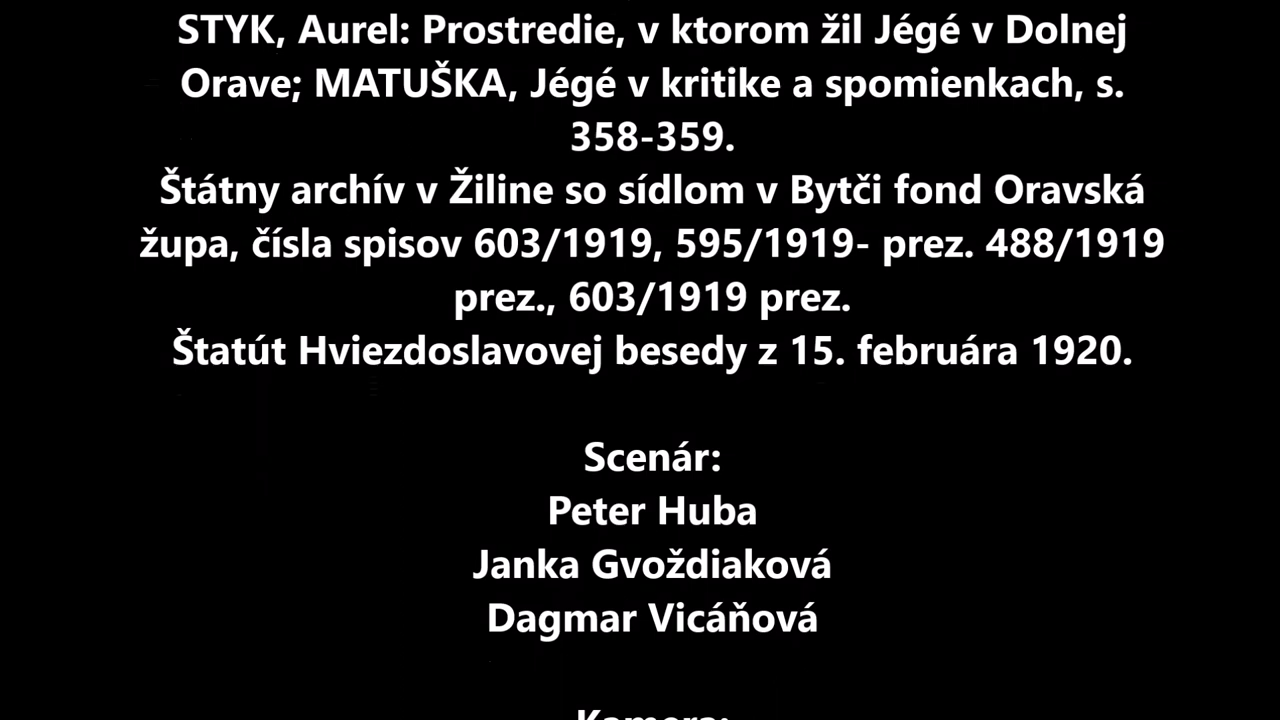 STYK, Aurel: Prostredie, v ktorom žil Jégé v Dolnej
Orave; MATUŠKA, Jégé v kritike a spomienkach, s.
358-359.
Štátny archív v Žiline so sídlom v Bytči fond Oravská
župa, čísla spisov 603/1919, 595/1919- prez. 488/1919
prez., 603/1919 prez.
Štatút Hviezdoslavovej besedy z 15. februára 1920.
Scenár:
Peter Huba
Janka Gvoždiaková
Dagmar Vicáňová
Kamera: